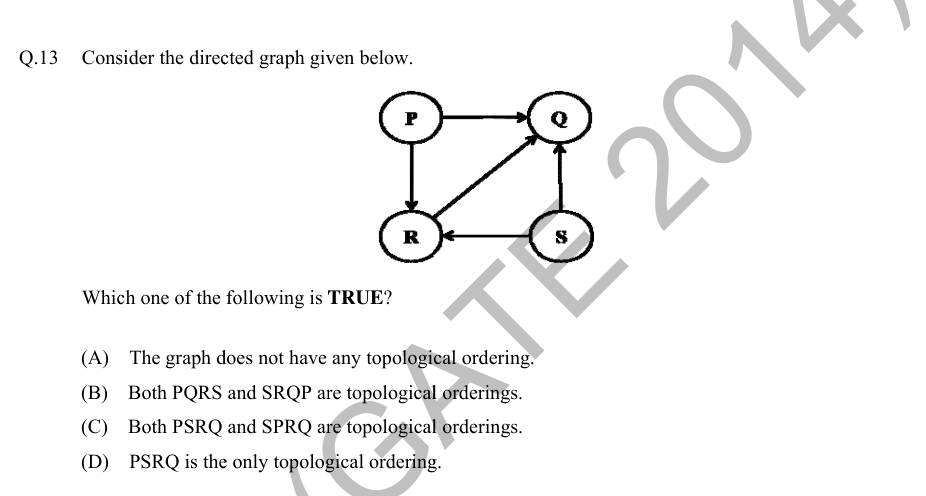 Q.13 Consider the directed graph given below.
P Q
R S
Which one of the following is TRUE?
(A) The graph does not have any topological ordering.
(B) Both PQRS and SRQP are topological orderings.
(C) Both PSRQ and SPRQ are topological orderings.
(D) PSRQ is the only topological ordering.
(GATE 2014)